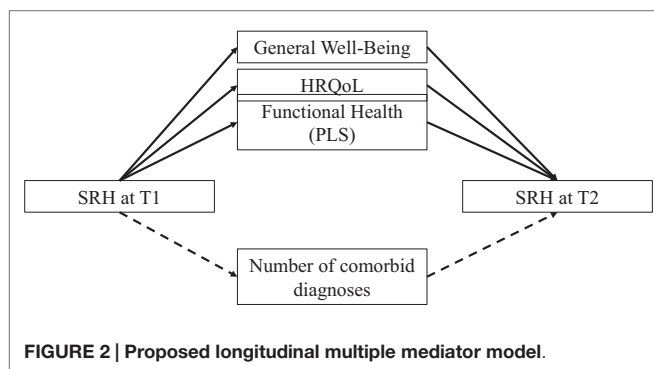 General Well-Being
HRQoL
Functional Health
(PLS)
SRH at T1
SRH at T2
Number of comorbid
diagnoses
FIGURE 2 | Proposed longitudinal multiple mediator model.